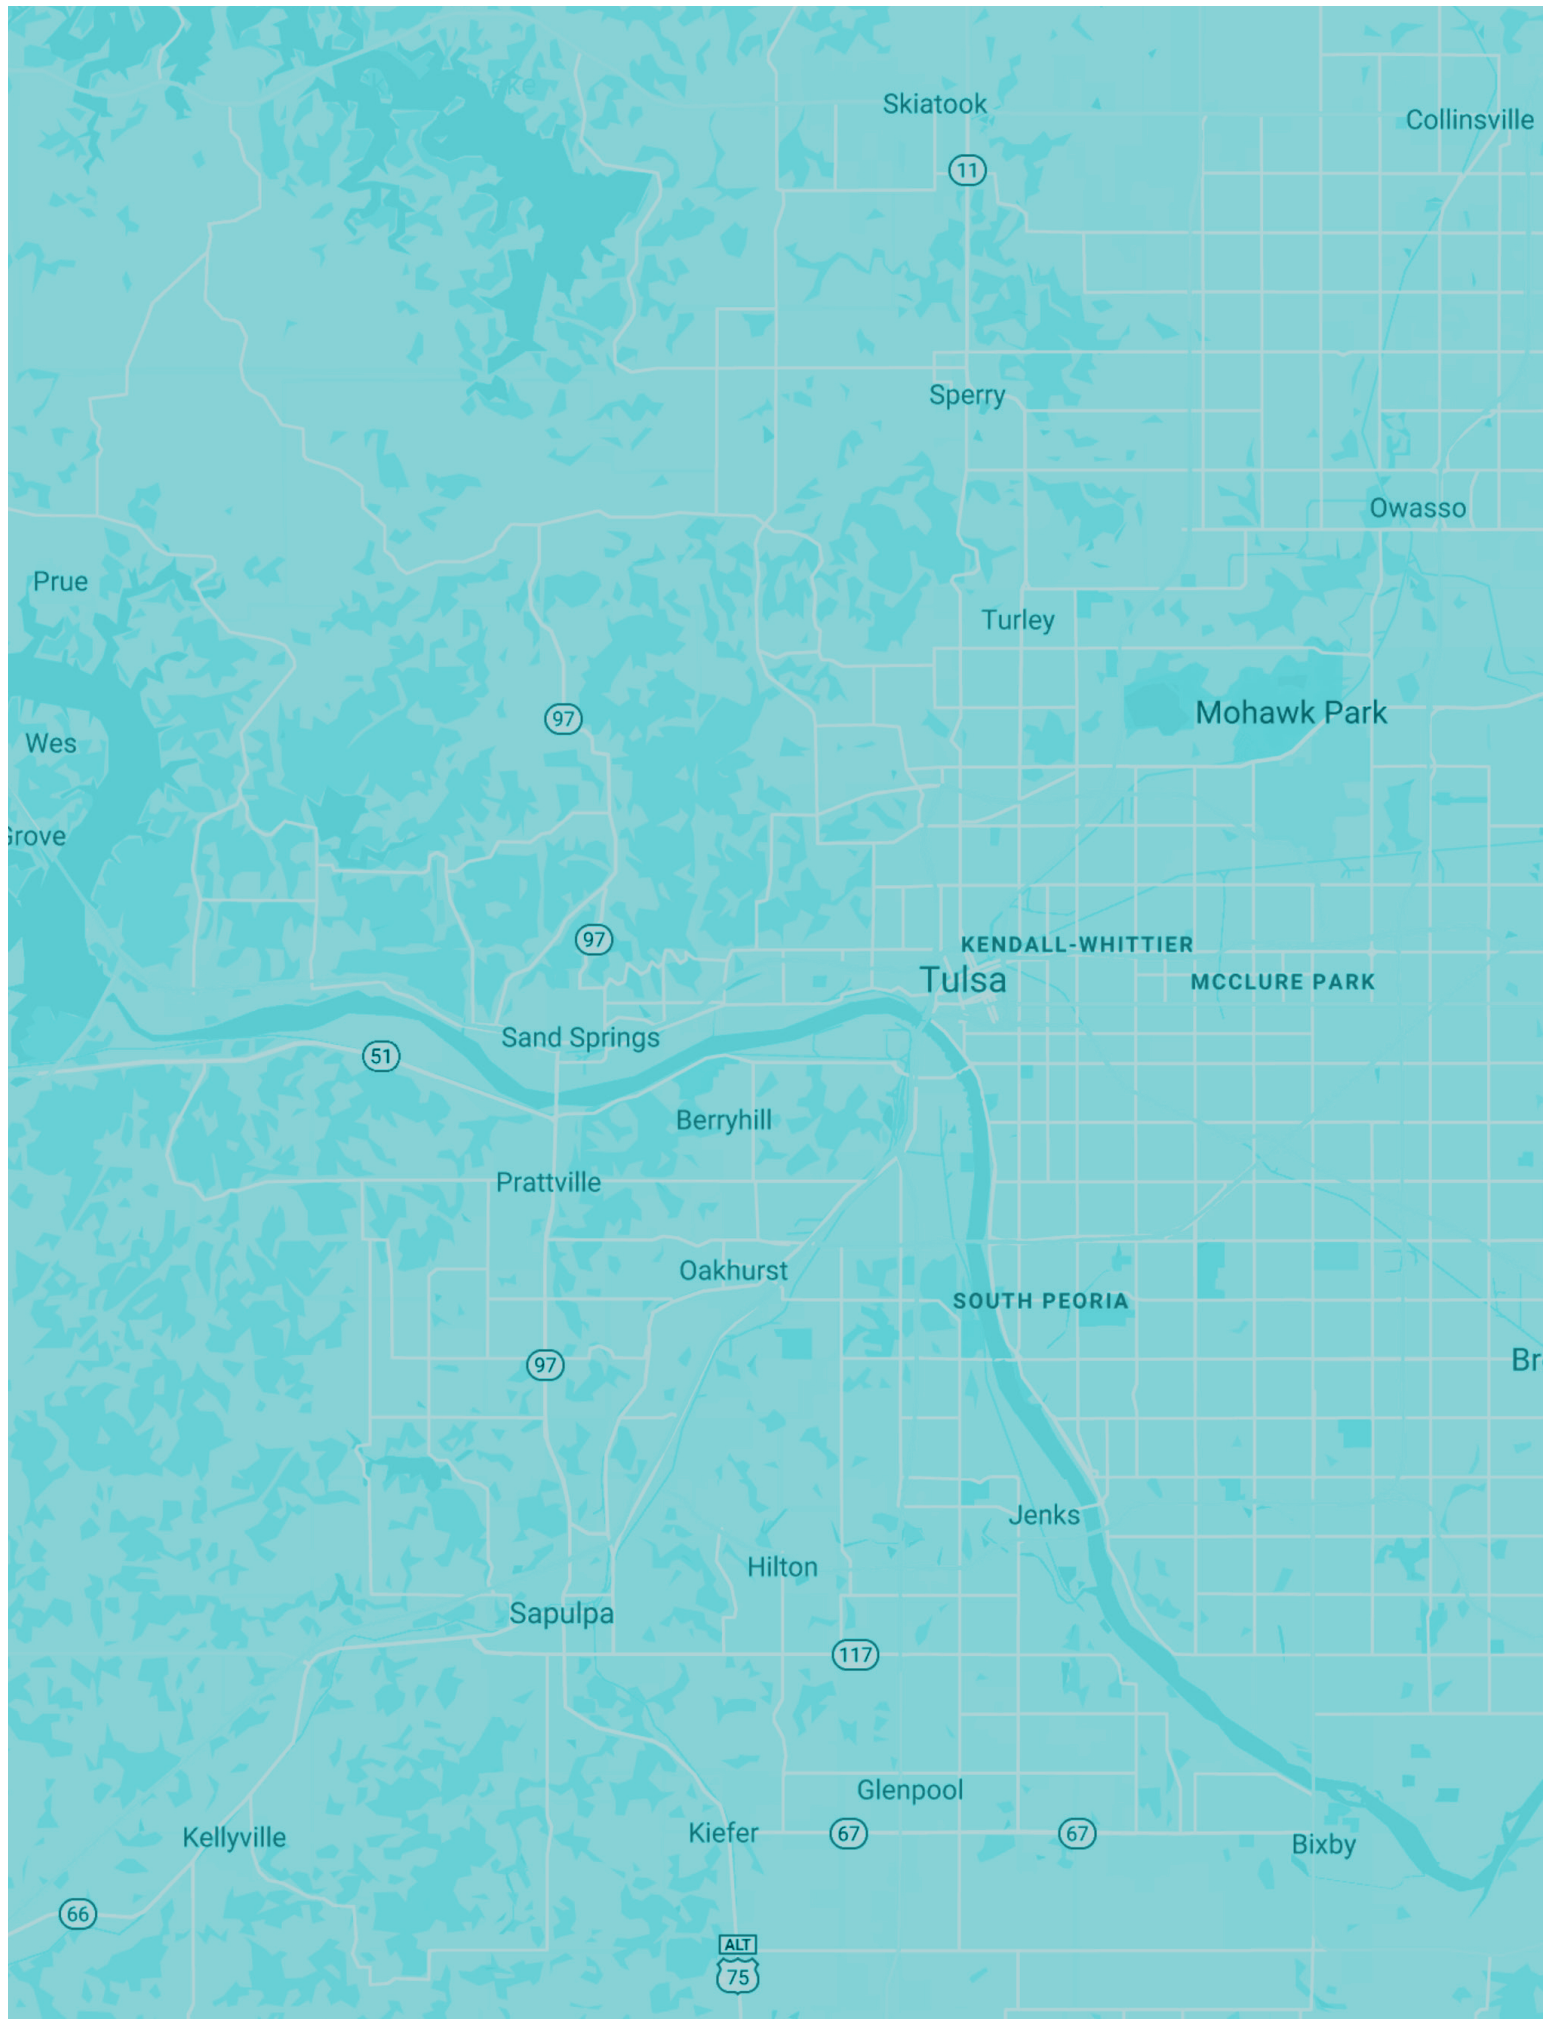 ake
Skiatook
Collinsville
11
Sperry
Owasso
Prue
Turley
Mohawk Park
97
Wes
Grove
97
KENDALL-WHITTIER
Tulsa
MCCLURE PARK
Sand Springs
51
Berryhill
Prattville
Oakhurst
SOUTH PEORIA
97
Br
Jenks
Hilton
Sapulpa
117
Glenpool
Kellyville
Kiefer
67
67
Bixby
66
ALT
75